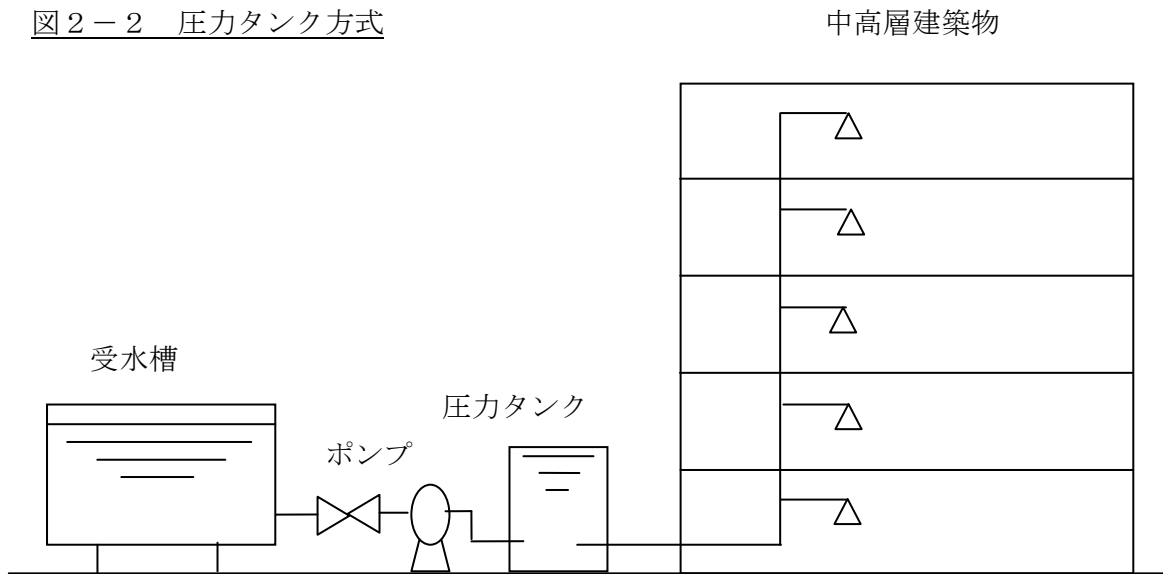 図2-2　圧力タンク方式
中高層建築物
受水槽
圧力タンク
ポンプ